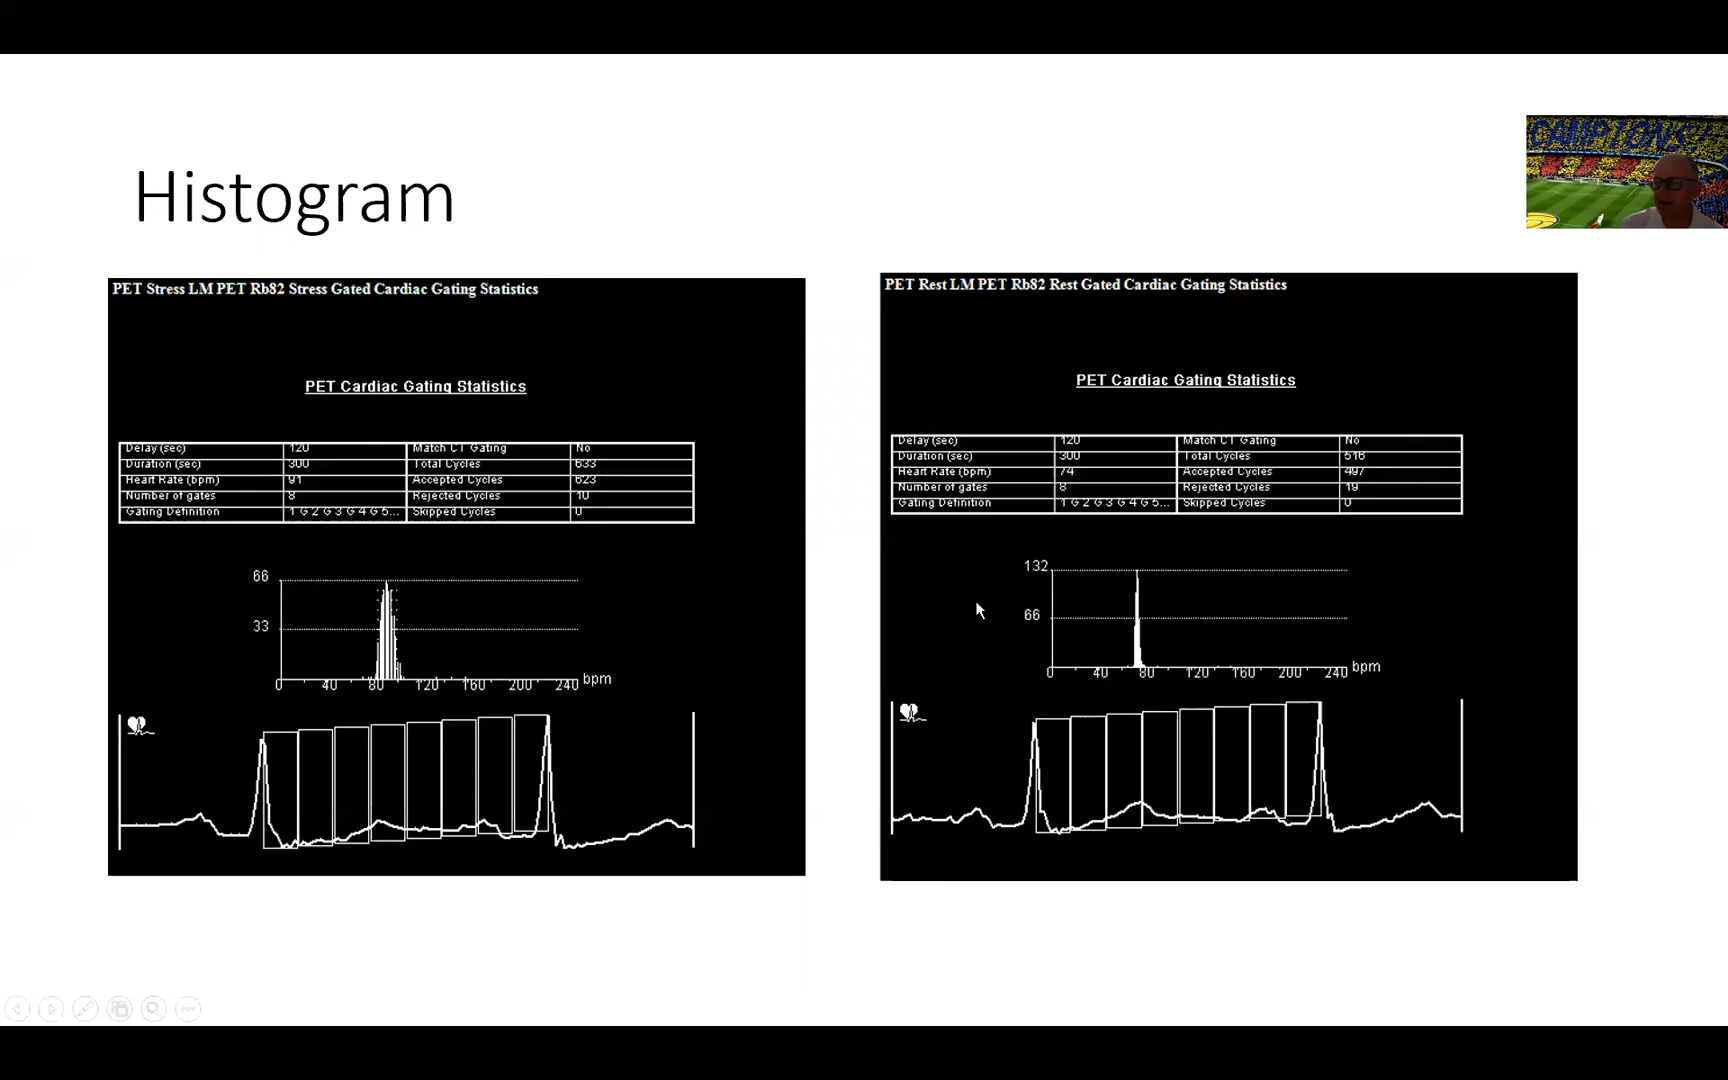 CAMPIONS!
Histogram
PET Stress LM PET Rb82 Stress Gated Cardiac Gating Statistics
PET Cardiac Gating Statistics
Delay (sec) 120 Match CT Gating No
Duration (sec) 300 Total Cycles 633
Heart Rate (bpm) 91 Accepted Cycles 623
Number of gates 8 Rejected Cycles 10
Gating Definition 1 G 2 G 3 G 4 G 5... Skipped Cycles 0
66
33
0 40 80 120 160 200 240 bpm
PET Rest LM PET Rb82 Rest Gated Cardiac Gating Statistics
PET Cardiac Gating Statistics
Delay (sec) 120 Match CT Gating No
Duration (sec) 300 Total Cycles 516
Heart Rate (bpm) 74 Accepted Cycles 497
Number of gates 8 Rejected Cycles 19
Gating Definition 1 G 2 G 3 G 4 G 5... Skipped Cycles 0
132
66
0 40 80 120 160 200 240 bpm